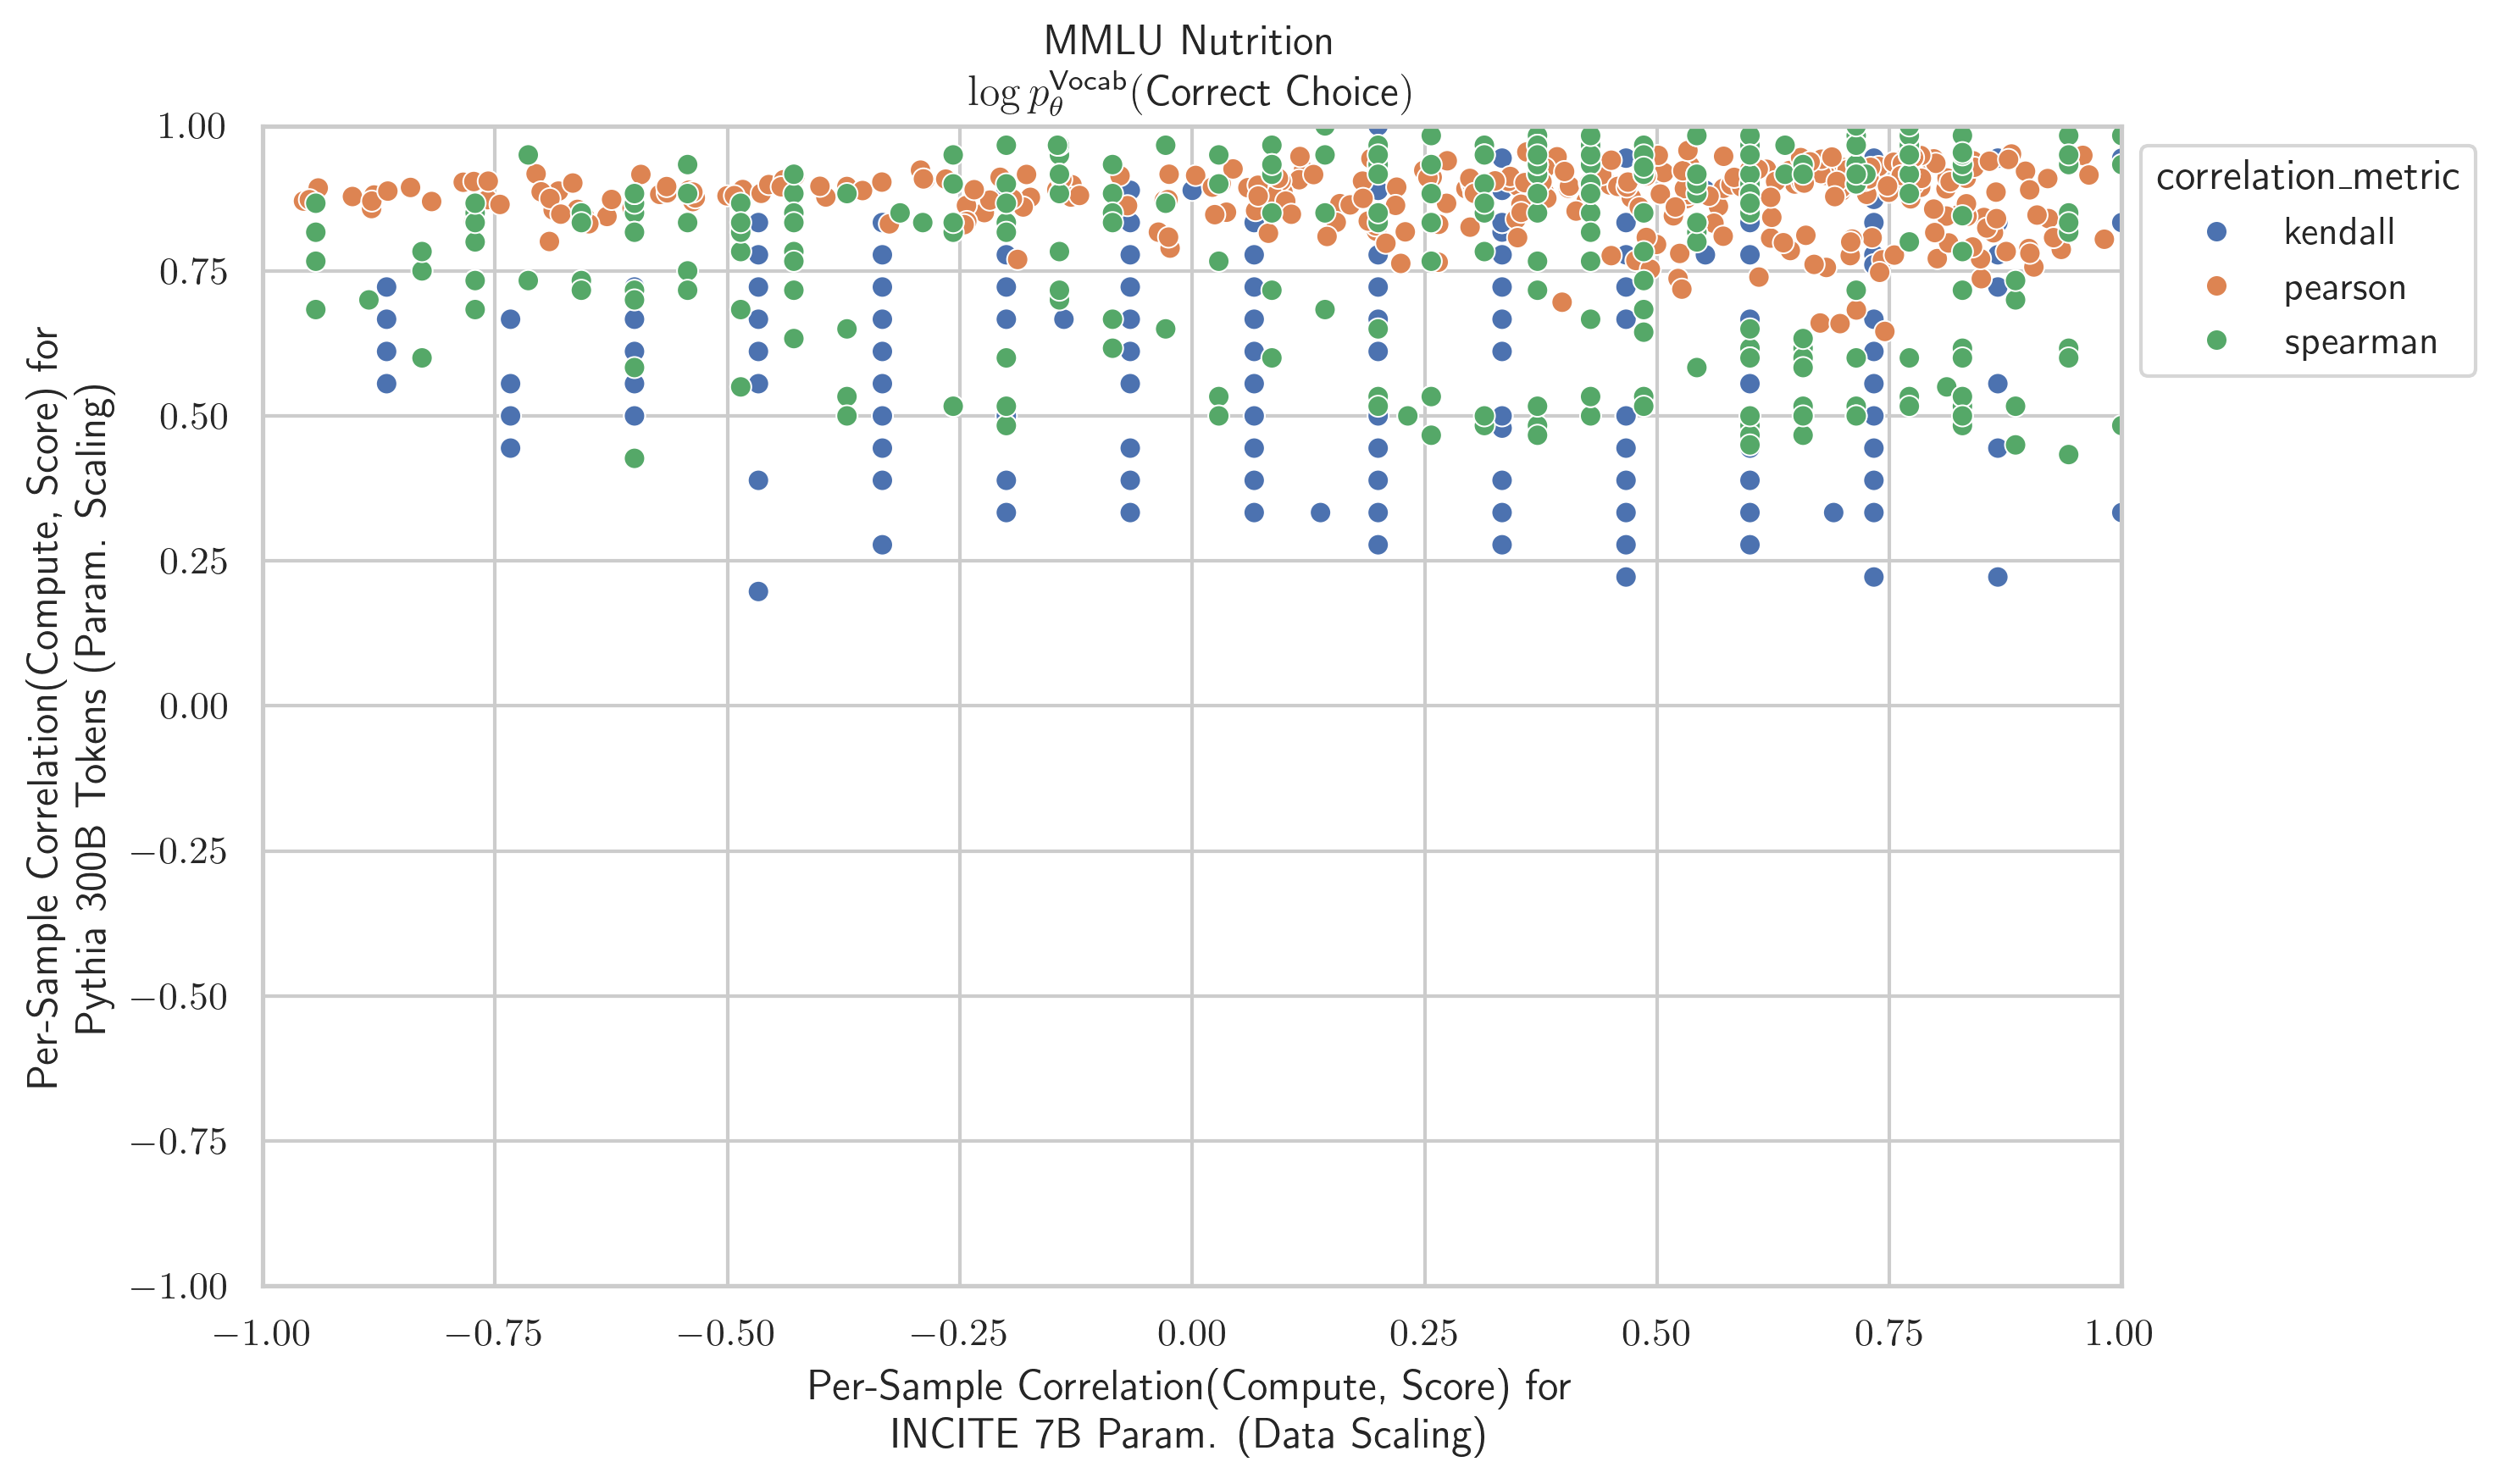 MMLU Nutrition
log p_θ^Vocab(Correct Choice)
Per-Sample Correlation(Compute, Score) for
Pythia 300B Tokens (Param. Scaling)
1.00
0.75
0.50
0.25
0.00
−0.25
−0.50
−0.75
−1.00
−1.00 −0.75 −0.50 −0.25 0.00 0.25 0.50 0.75 1.00
Per-Sample Correlation(Compute, Score) for
INCITE 7B Param. (Data Scaling)
correlation_metric
kendall
pearson
spearman